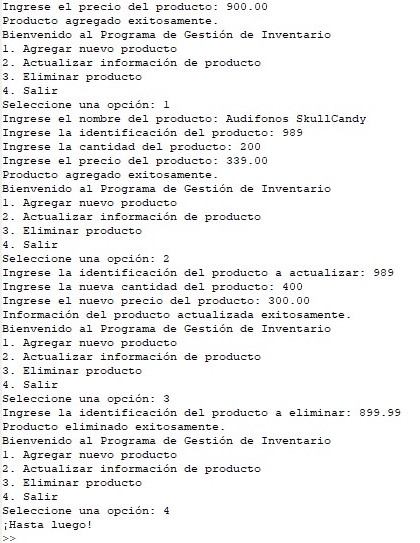 Ingrese el precio del producto: 900.00
Producto agregado exitosamente.
Bienvenido al Programa de Gestión de Inventario
1. Agregar nuevo producto
2. Actualizar información de producto
3. Eliminar producto
4. Salir
Seleccione una opción: 1
Ingrese el nombre del producto: Audifonos SkullCandy
Ingrese la identificación del producto: 989
Ingrese la cantidad del producto: 200
Ingrese el precio del producto: 339.00
Producto agregado exitosamente.
Bienvenido al Programa de Gestión de Inventario
1. Agregar nuevo producto
2. Actualizar información de producto
3. Eliminar producto
4. Salir
Seleccione una opción: 2
Ingrese la identificación del producto a actualizar: 989
Ingrese la nueva cantidad del producto: 400
Ingrese el nuevo precio del producto: 300.00
Información del producto actualizada exitosamente.
Bienvenido al Programa de Gestión de Inventario
1. Agregar nuevo producto
2. Actualizar información de producto
3. Eliminar producto
4. Salir
Seleccione una opción: 3
Ingrese la identificación del producto a eliminar: 899.99
Producto eliminado exitosamente.
Bienvenido al Programa de Gestión de Inventario
1. Agregar nuevo producto
2. Actualizar información de producto
3. Eliminar producto
4. Salir
Seleccione una opción: 4
¡Hasta luego!
>>